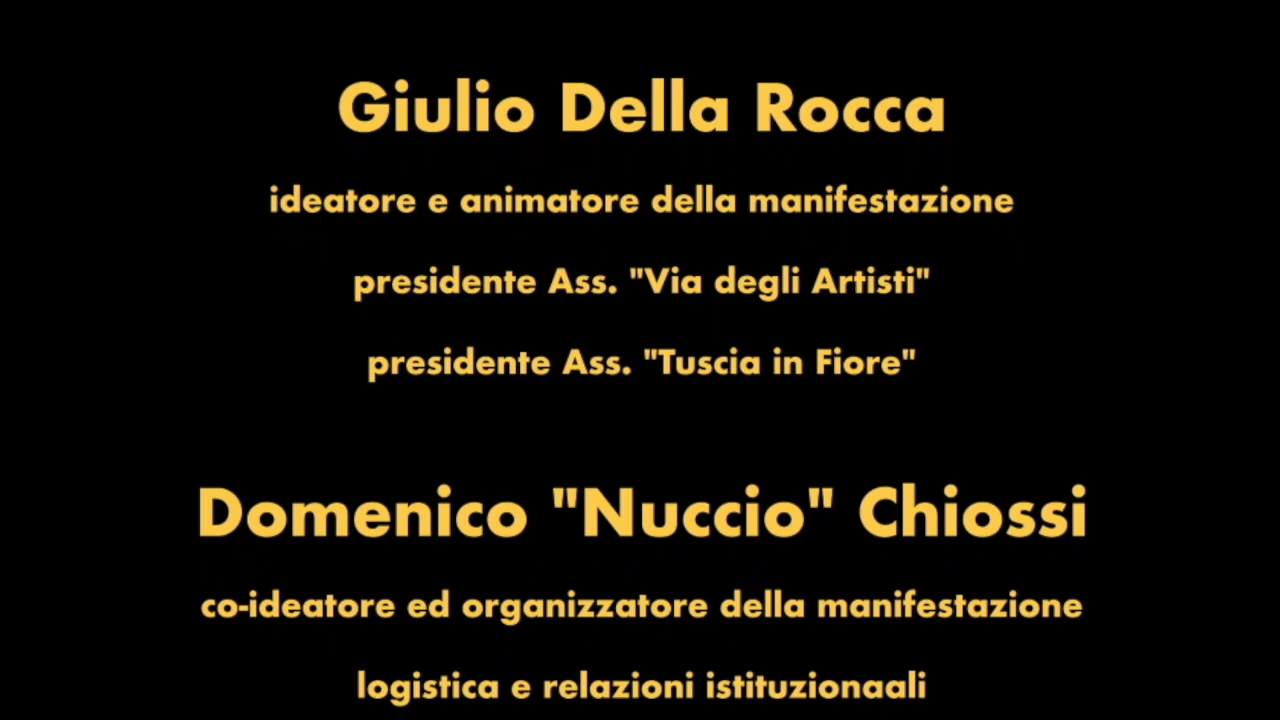 Giulio Della Rocca
ideatore e animatore della manifestazione
presidente Ass. "Via degli Artisti"
presidente Ass. "Tuscia in Fiore"
Domenico "Nuccio" Chiossi
co-ideatore ed organizzatore della manifestazione
logistica e relazioni istituzionaali